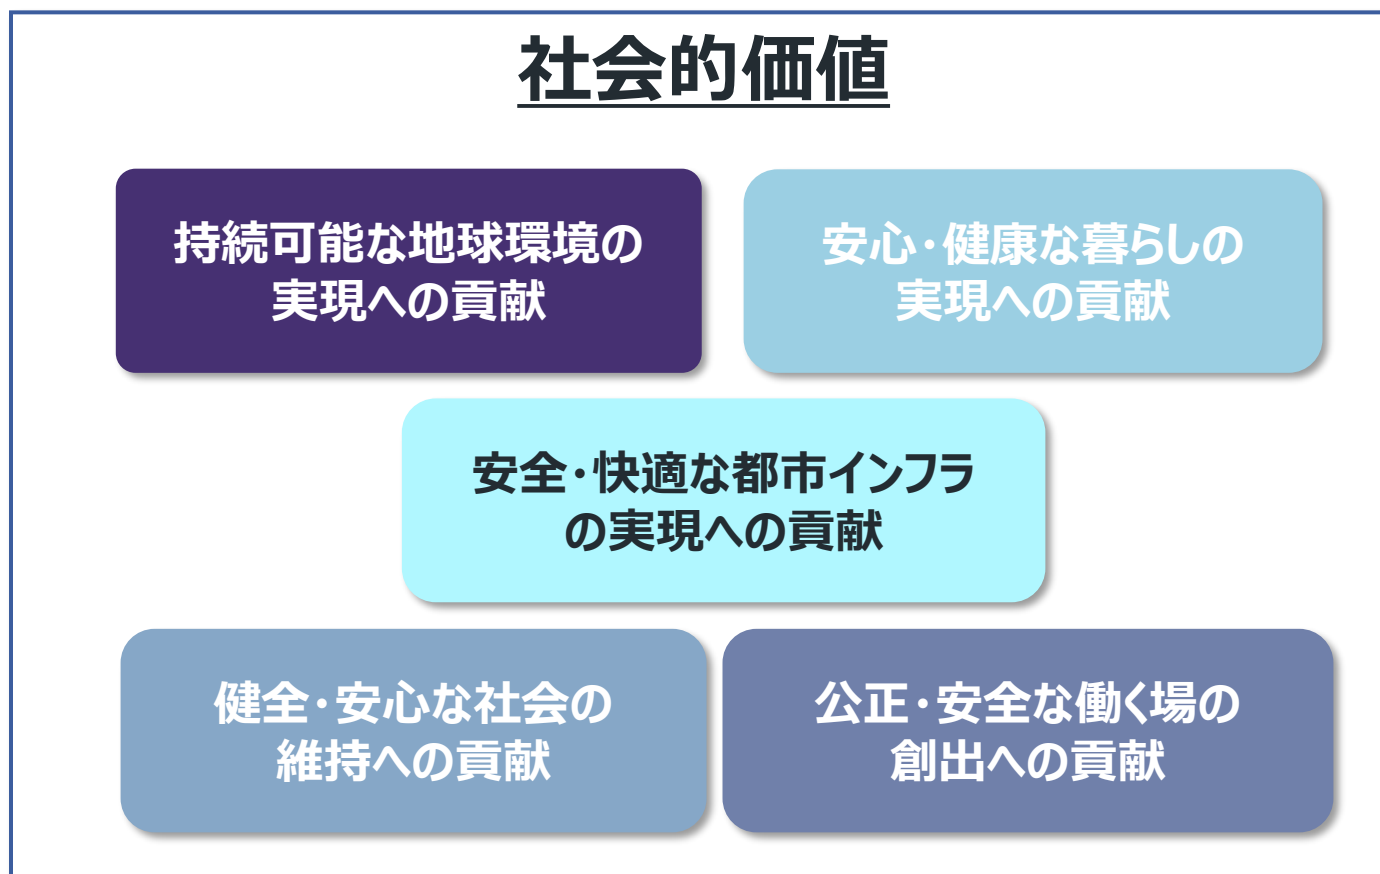 社会的価値
持続可能な地球環境の
実現への貢献
安心・健康な暮らしの
実現への貢献
安全・快適な都市インフラ
の実現への貢献
健全・安心な社会の
維持への貢献
公正・安全な働く場の
創出への貢献